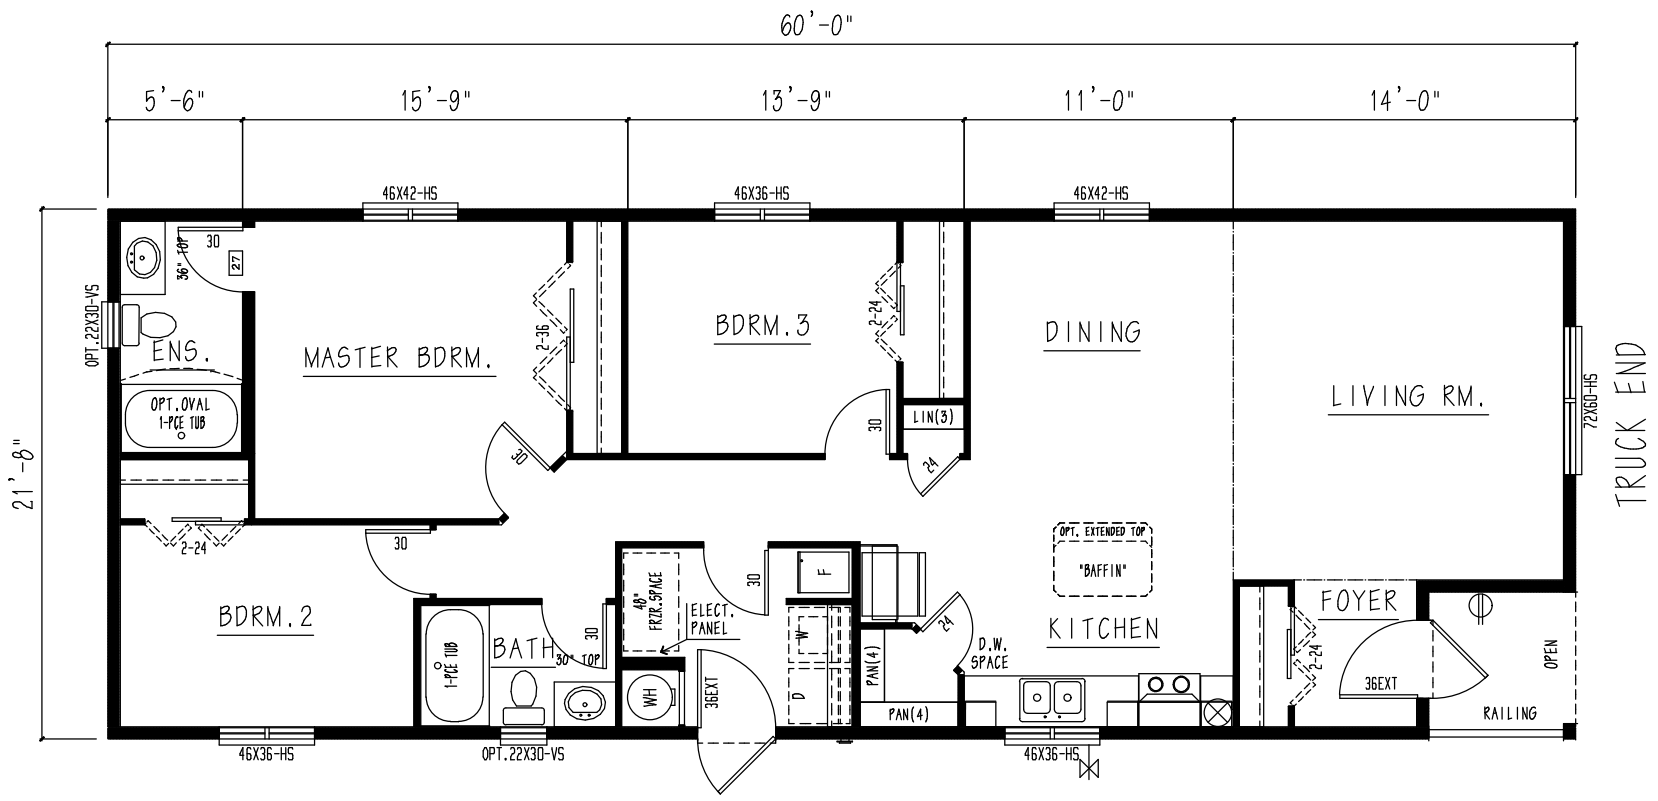 60'-0"
5'-6"
15'-9"
13'-9"
11'-0"
14'-0"
46X42-HS
46X36-HS
46X42-HS
30
36" TOP
27
OPT.22X30-VS
ENS.
OPT.OVAL
1-PCE TUB
MASTER BDRM.
2-36
30
BDRM.3
2-24
30
LIN(3)
24
DINING
LIVING RM.
72X60-HS
TRUCK END
21'-8"
2-24
30
BDRM.2
1-PCE TUB
BATH
30" TOP
30
48"
FRZR.SPACE
ELECT.
PANEL
30
F
W
D
WH
36EXT
PAN(4)
PAN(4)
24
D.W.
SPACE
OPT. EXTENDED TOP
"BAFFIN"
KITCHEN
FOYER
2-24
36EXT
OPEN
RAILING
46X36-HS
OPT.22X30-VS
46X36-HS